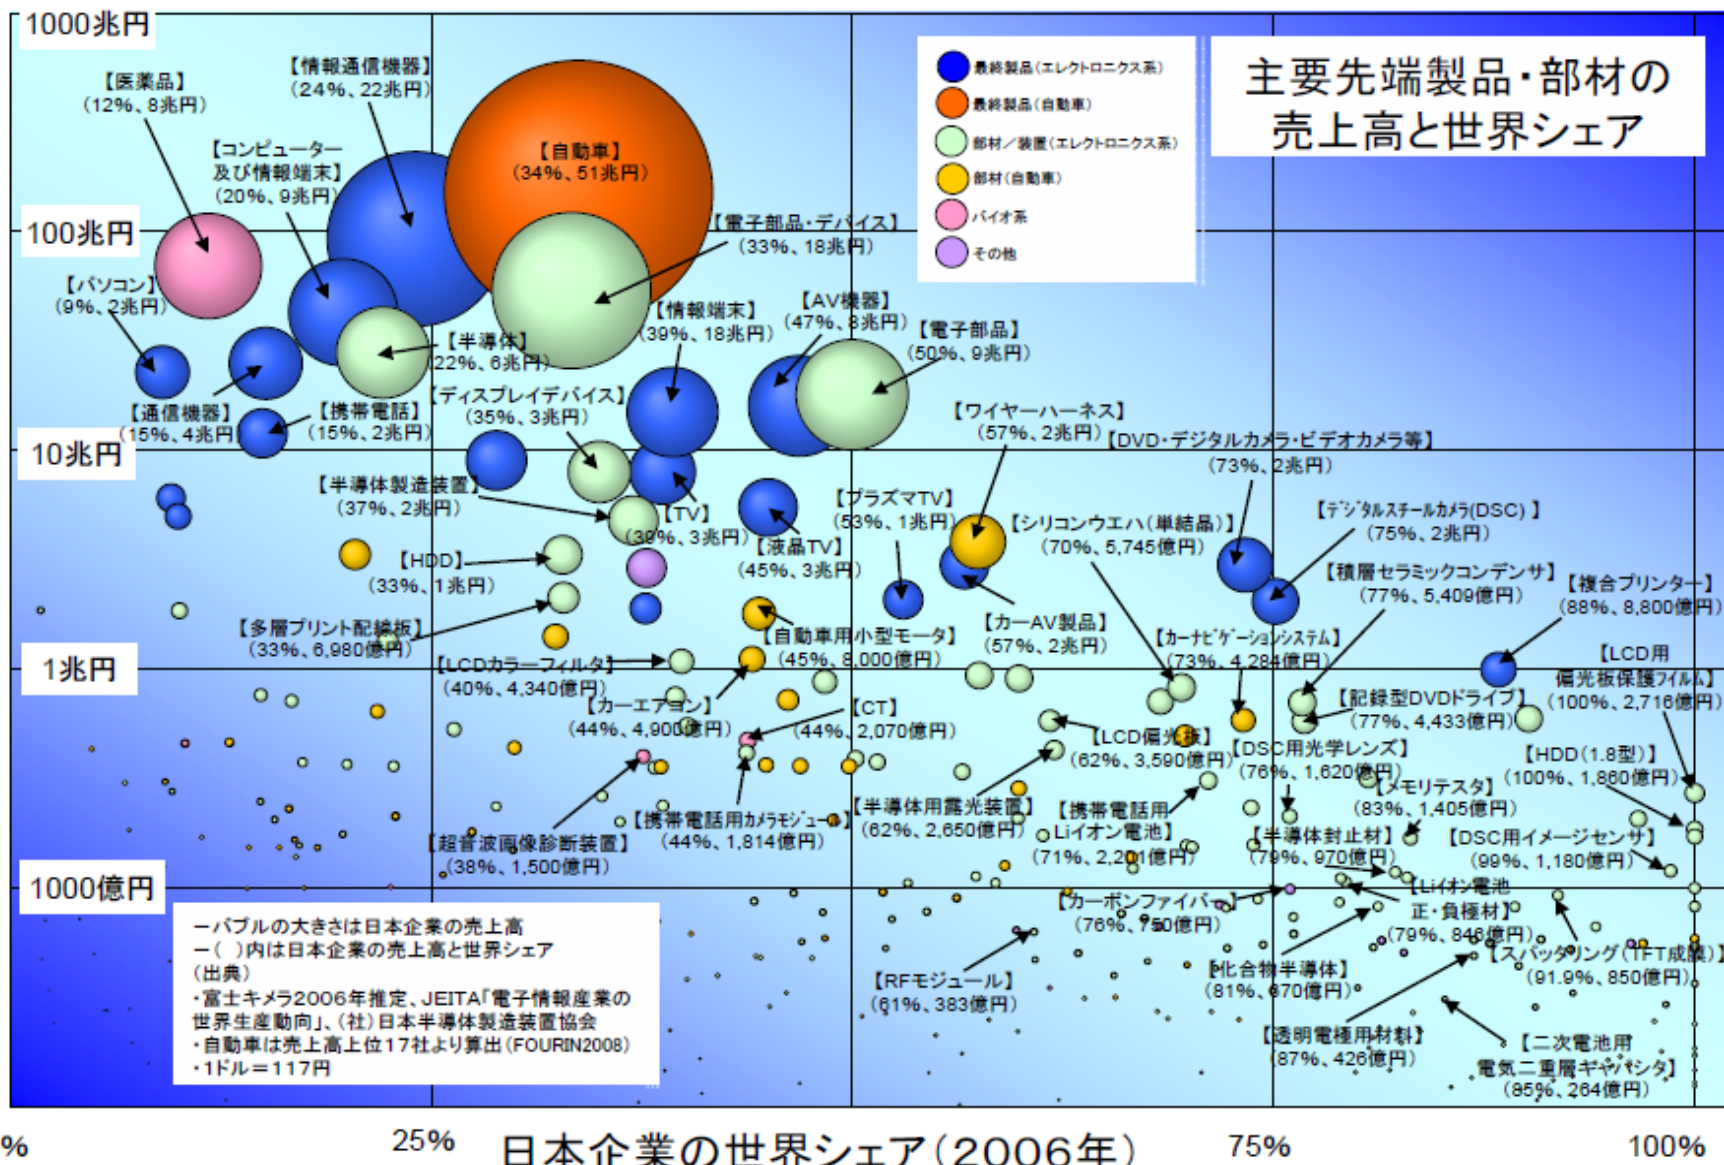 1000兆円
100兆円
10兆円
1兆円
1000億円
主要先端製品・部材の
売上高と世界シェア
最終製品(エレクトロニクス系)
最終製品(自動車)
部材/装置(エレクトロニクス系)
部材(自動車)
バイオ系
その他
【医薬品】
(12%、8兆円)
【情報通信機器】
(24%、22兆円)
【コンピューター
及び情報端末】
(20%、9兆円)
【自動車】
(34%、51兆円)
【電子部品・デバイス】
(33%、18兆円)
【パソコン】
(9%、2兆円)
【半導体】
(22%、6兆円)
【情報端末】
(39%、18兆円)
【AV機器】
(47%、8兆円)
【電子部品】
(50%、9兆円)
【通信機器】
(15%、4兆円)
【携帯電話】
(15%、2兆円)
【ディスプレイデバイス】
(35%、3兆円)
【ワイヤーハーネス】
(57%、2兆円)
【DVD・デジタルカメラ・ビデオカメラ等】
(73%、2兆円)
【半導体製造装置】
(37%、2兆円)
【TV】
(39%、3兆円)
【液晶TV】
(45%、3兆円)
【プラズマTV】
(53%、1兆円)
【シリコンウエハ(単結晶)】
(70%、5,745億円)
【デジタルスチールカメラ(DSC)】
(75%、2兆円)
【HDD】
(33%、1兆円)
【積層セラミックコンデンサ】
(77%、5,409億円)
【複合プリンター】
(88%、8,800億円)
【多層プリント配線板】
(33%、6,980億円)
【自動車用小型モータ】
(45%、8,000億円)
【カーAV製品】
(57%、2兆円)
【カーナビゲーションシステム】
(73%、4,284億円)
【LCDカラーフィルタ】
(40%、4,340億円)
【カーエアコン】
(44%、4,900億円)
【CT】
(44%、2,070億円)
【LCD偏光板】
(62%、3,590億円)
【記録型DVDドライブ】
(77%、4,433億円)
【LCD用
偏光板保護フイルム】
(100%、2,716億円)
【DSC用光学レンズ】
(76%、1,620億円)
【HDD(1.8型)】
(100%、1,860億円)
【メモリテスタ】
(83%、1,405億円)
【超音波画像診断装置】
(38%、1,500億円)
【携帯電話用カメラモジュール】
(44%、1,814億円)
【半導体用露光装置】
(62%、2,650億円)
【携帯電話用
Liイオン電池】
(71%、2,201億円)
【半導体封止材】
(79%、970億円)
【DSC用イメージセンサ】
(99%、1,180億円)
【カーボンファイバー】
(76%、750億円)
【Liイオン電池
正・負極材】
(79%、846億円)
【RFモジュール】
(61%、383億円)
【化合物半導体】
(81%、670億円)
【スパッタリング(TFT成膜)】
(91.9%、850億円)
【透明電極用材料】
(87%、426億円)
【二次電池用
電気二重層キャパシタ】
(85%、264億円)
-バブルの大きさは日本企業の売上高
-( )内は日本企業の売上高と世界シェア
(出典)
・富士キメラ2006年推定、JEITA「電子情報産業の
世界生産動向」、(社)日本半導体製造装置協会
・自動車は売上高上位17社より算出(FOURIN2008)
・1ドル=117円
%
25%
日本企業の世界シェア(2006年)
75%
100%